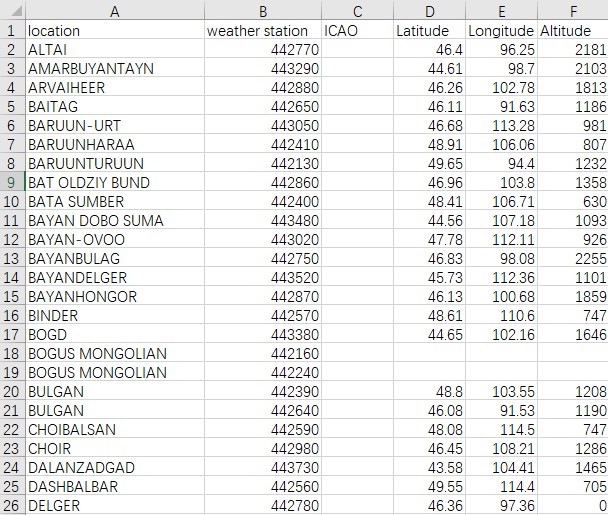 A B C D E F
1 location weather station ICAO Latitude Longitude Altitude
2 ALTAI 442770 46.4 96.25 2181
3 AMARBUYANTAYN 443290 44.61 98.7 2103
4 ARVAIHEER 442880 46.26 102.78 1813
5 BAITAG 442650 46.11 91.63 1186
6 BARUUN-URT 443050 46.68 113.28 981
7 BARUUNHARAA 442410 48.91 106.06 807
8 BARUUNTURUUN 442130 49.65 94.4 1232
9 BAT OLDZIY BUND 442860 46.96 103.8 1358
10 BATA SUMBER 442400 48.41 106.71 630
11 BAYAN DOBO SUMA 443480 44.56 107.18 1093
12 BAYAN-OVOO 443020 47.78 112.11 926
13 BAYANBULAG 442750 46.83 98.08 2255
14 BAYANDELGER 443520 45.73 112.36 1101
15 BAYANHONGOR 442870 46.13 100.68 1859
16 BINDER 442570 48.61 110.6 747
17 BOGD 443380 44.65 102.16 1646
18 BOGUS MONGOLIAN 442160
19 BOGUS MONGOLIAN 442240
20 BULGAN 442390 48.8 103.55 1208
21 BULGAN 442640 46.08 91.53 1190
22 CHOIBALSAN 442590 48.08 114.5 747
23 CHOIR 442980 46.45 108.21 1286
24 DALANZADGAD 443730 43.58 104.41 1465
25 DASHBALBAR 442560 49.55 114.4 705
26 DELGER 442780 46.36 97.36 0